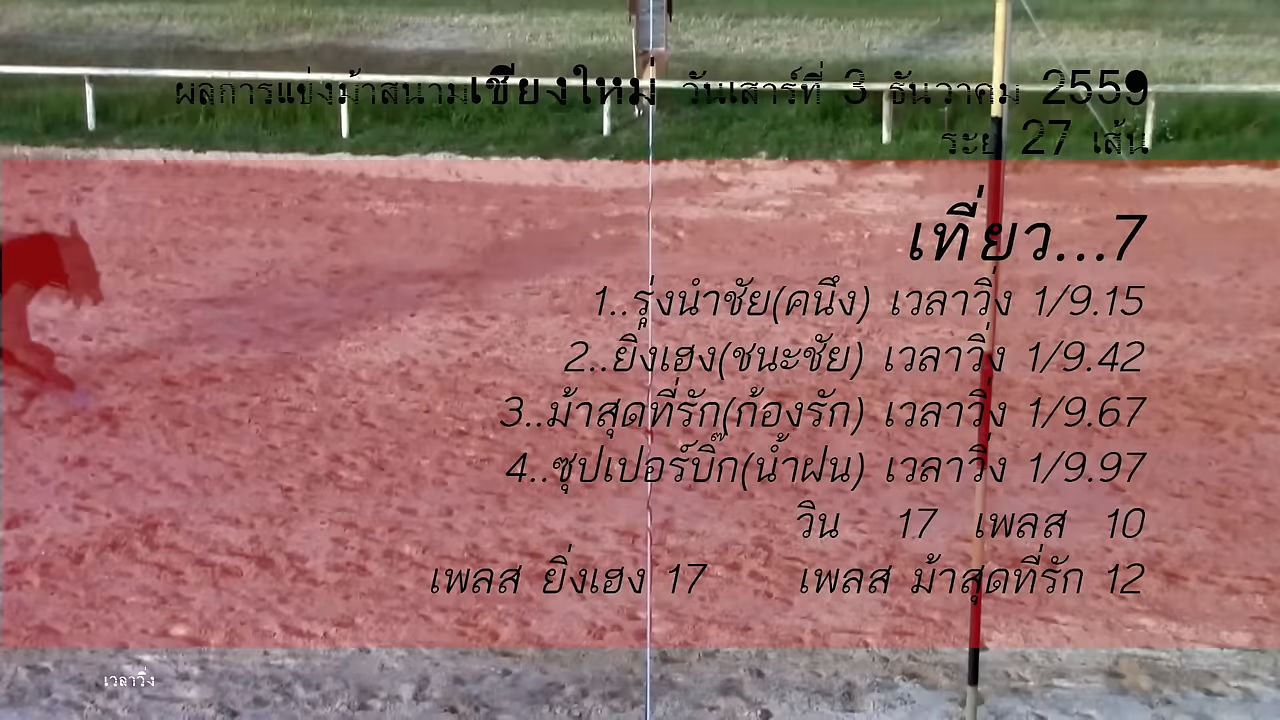 ผลการแข่งม้าสนามเชียงใหม่ วันเสาร์ที่ 3 ธันวาคม 2559
ระยะ 27 เส้น
เที่ยว...7
1..รุ่งนำชัย(คนึง) เวลาวิ่ง 1/9.15
2..ยิ่งเฮง(ชนะชัย) เวลาวิ่ง 1/9.42
3..ม้าสุดที่รัก(ก้องรัก) เวลาวิ่ง 1/9.67
4..ซุปเปอร์บิ๊ก(น้ำฝน) เวลาวิ่ง 1/9.97
วิน 17 เพลส 10
เพลส ยิ่งเฮง 17 เพลส ม้าสุดที่รัก 12
เวลาวิ่ง